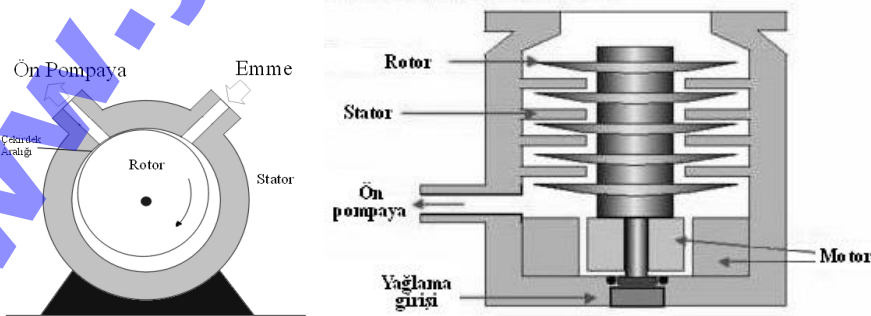 Ön Pompaya
Emme
Çekirdek
Aralığı
Rotor
Stator
Rotor
Stator
Ön
pompaya
Motor
Yağlama
girişi